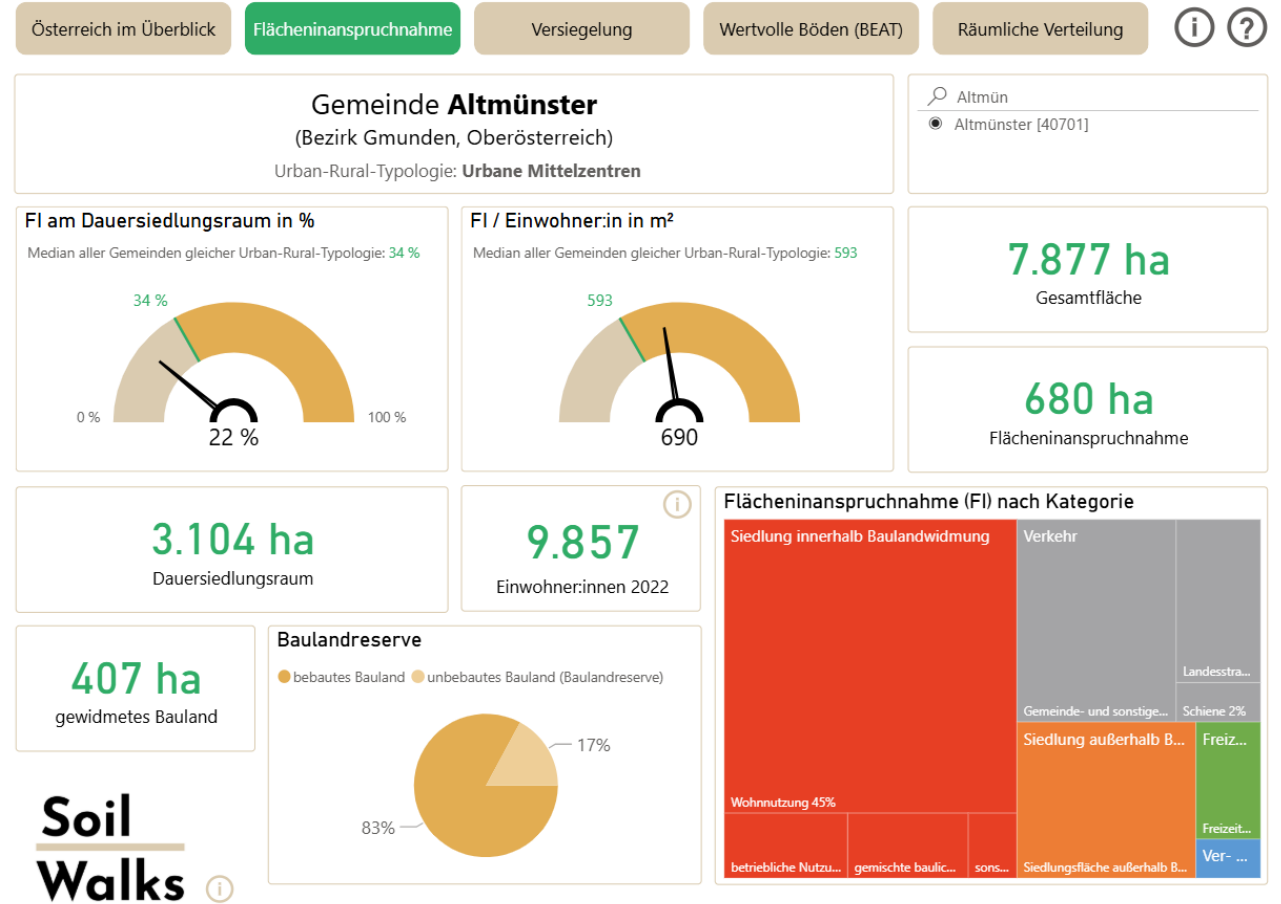 Österreich im Überblick
Flächeninanspruchnahme
Versiegelung
Wertvolle Böden (BEAT)
Räumliche Verteilung
i
?
Gemeinde Altmünster
(Bezirk Gmunden, Oberösterreich)
Urban-Rural-Typologie: Urbane Mittelzentren
Altmün
Altmünster [40701]
FI am Dauersiedlungsraum in %
Median aller Gemeinden gleicher Urban-Rural-Typologie: 34 %
34 %
0 %
100 %
22 %
FI / Einwohner:in in m²
Median aller Gemeinden gleicher Urban-Rural-Typologie: 593
593
690
7.877 ha
Gesamtfläche
680 ha
Flächeninanspruchnahme
3.104 ha
Dauersiedlungsraum
i
9.857
Einwohner:innen 2022
407 ha
gewidmetes Bauland
Baulandreserve
bebautes Bauland
unbebautes Bauland (Baulandreserve)
17%
83%
Flächeninanspruchnahme (FI) nach Kategorie
Siedlung innerhalb Baulandwidmung
Wohnnutzung 45%
betriebliche Nutzu...
gemischte baulic...
sons...
Verkehr
Gemeinde- und sonstige...
Landesstra...
Schiene 2%
Siedlung außerhalb B...
Siedlungsfläche außerhalb B...
Freiz...
Freizeit...
Ver- ...
Soil
Walks
i